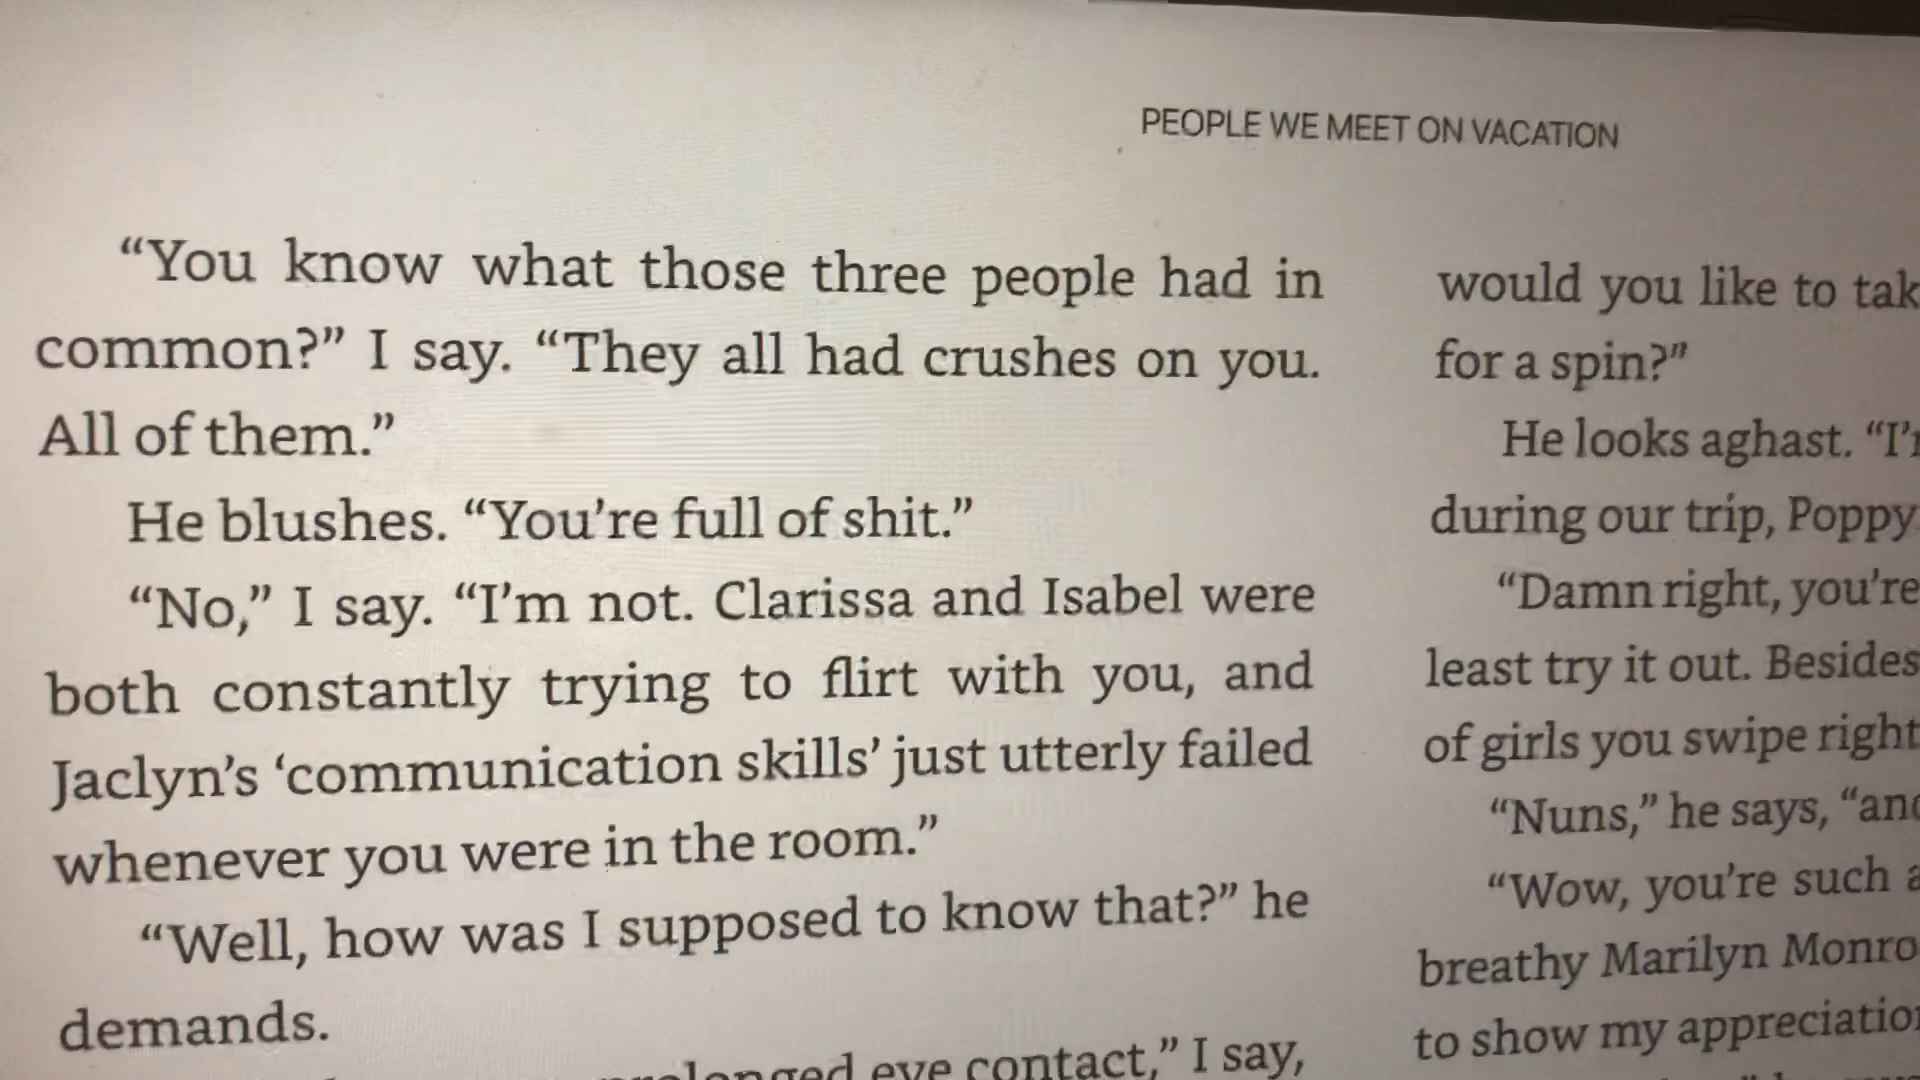 PEOPLE WE MEET ON VACATION
“You know what those three people had in
common?” I say. “They all had crushes on you.
All of them.”
He blushes. “You’re full of shit.”
“No,” I say. “I’m not. Clarissa and Isabel were
both constantly trying to flirt with you, and
Jaclyn’s ‘communication skills’ just utterly failed
whenever you were in the room.”
“Well, how was I supposed to know that?” he
demands.
eye contact,” I say,
would you like to
for a spin?”
He looks aghast.
during our trip, Poppy
“Damn right, you’re
least try it out. Besides
of girls you swipe right
“Nuns,” he says,
“Wow, you’re such
breathy Marilyn
to show my